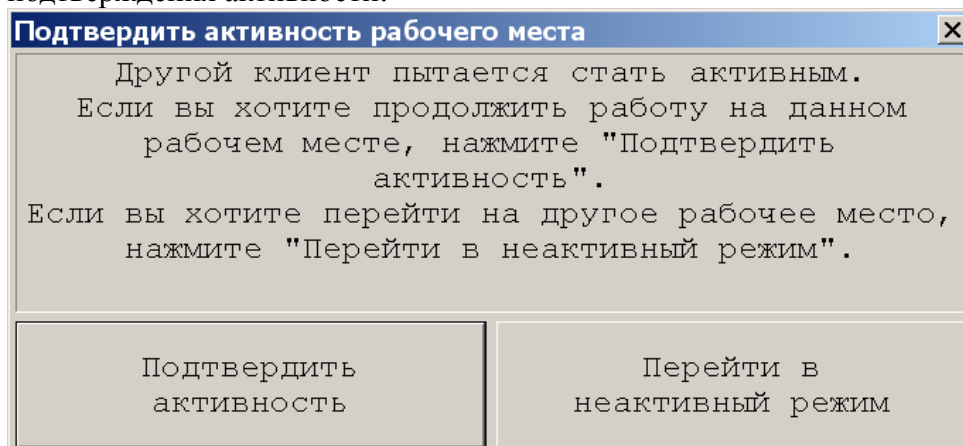 подтверждения активности.
Подтвердить активность рабочего места
Другой клиент пытается стать активным.
Если вы хотите продолжить работу на данном
рабочем месте, нажмите "Подтвердить
активность".
Если вы хотите перейти на другое рабочее место,
нажмите "Перейти в неактивный режим".
Подтвердить
активность
Перейти в
неактивный режим